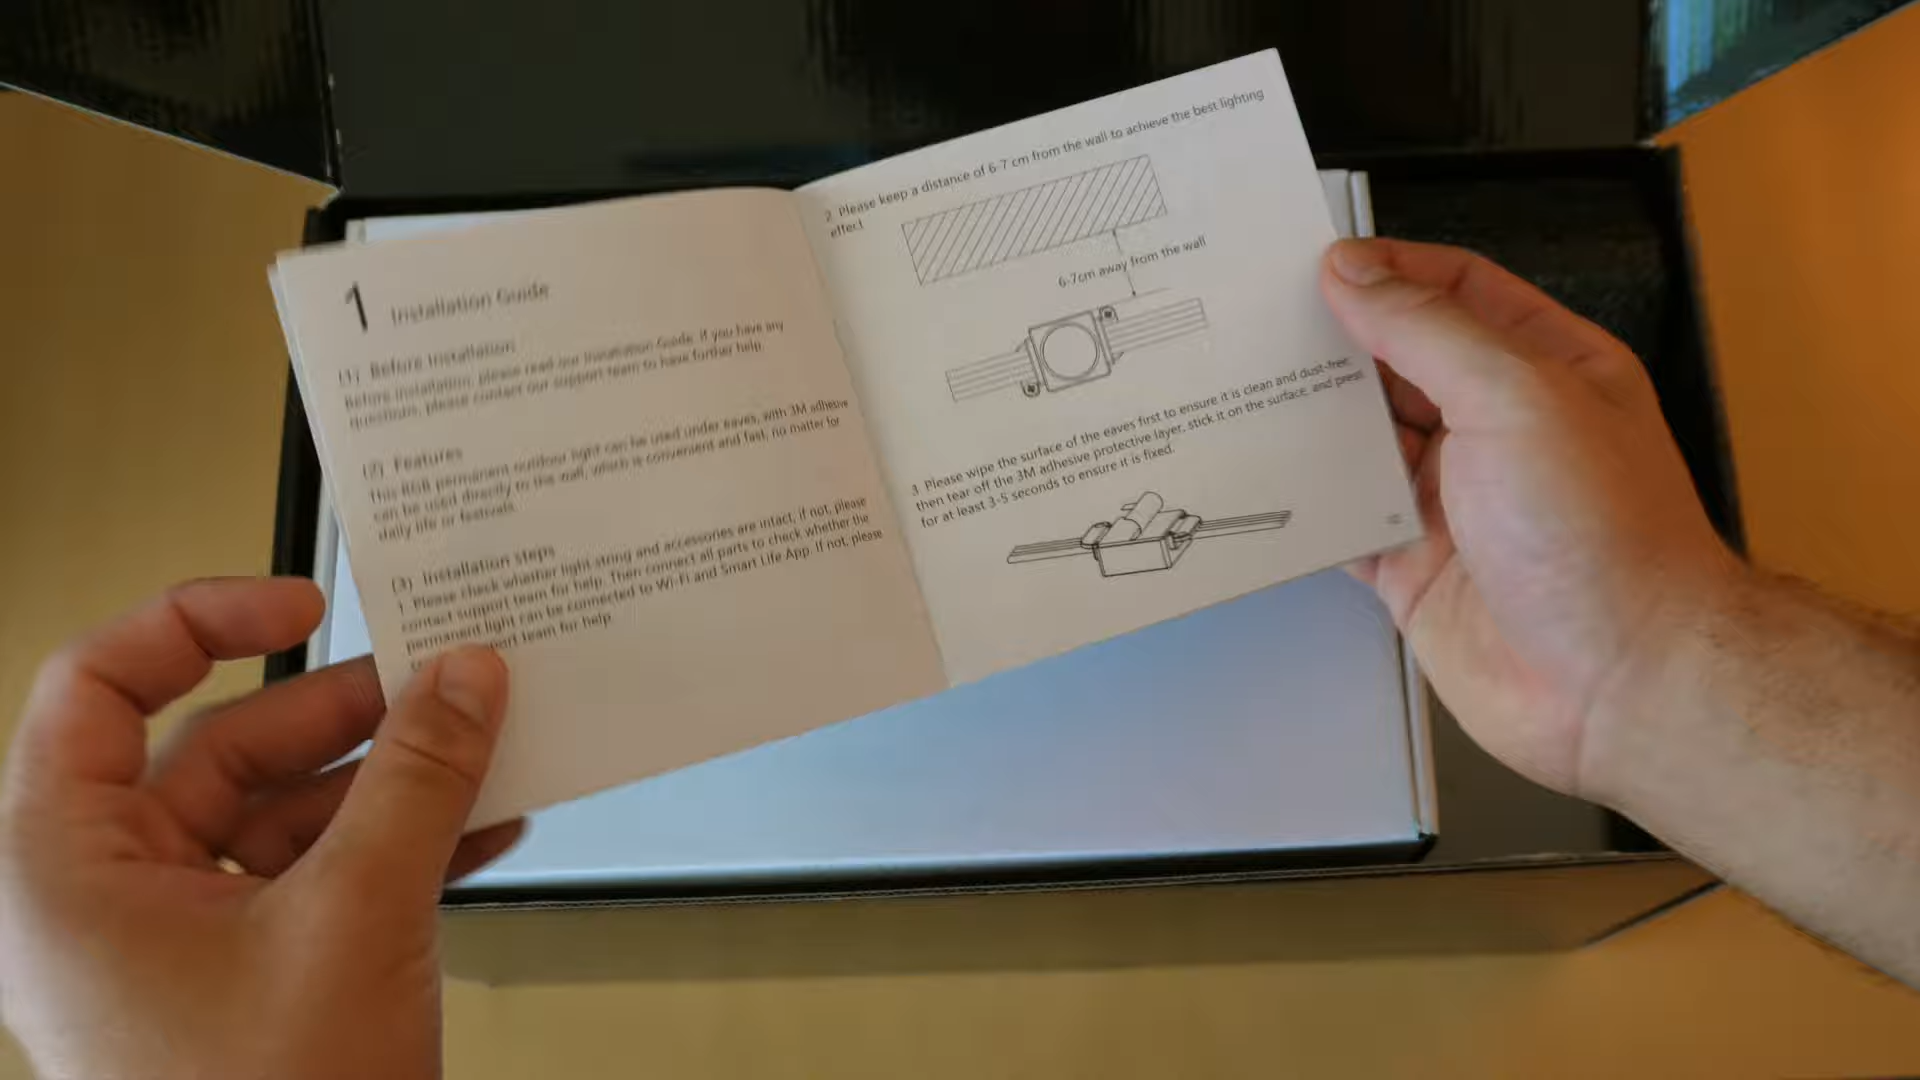 1 Installation Guide
(1) Before Installation
Before installation, please read our Installation Guide. If you have any
questions, please contact our support team to have further help.
(2) Features
This RGB permanent outdoor light can be used under eaves, with 3M adhesive
can be used directly to the wall, which is convenient and fast, no matter for
daily life or festivals.
(3) Installation steps
1 Please check whether light string and accessories are intact, if not, please
contact support team for help. Then connect all parts to check whether the
permanent light can be connected to Wi-Fi and Smart Life App. If not, please
team for help.
2 Please keep a distance of 6-7 cm from the wall to achieve the best lighting
effect
6-7cm away from the wall
3 Please wipe the surface of the eaves first to ensure it is clean and dust-free,
then tear off the 3M adhesive protective layer, stick it on the surface, and press
for at least 3-5 seconds to ensure it is fixed.